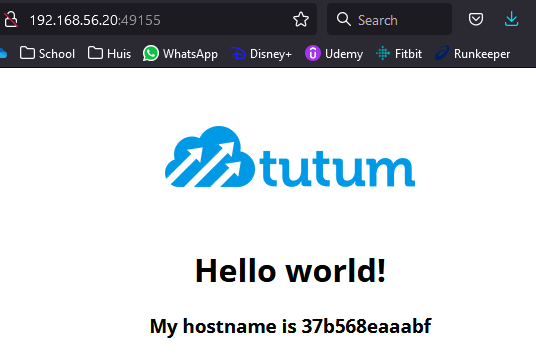 192.168.56.20:49155
Search
School Huis WhatsApp Disney+ Udemy Fitbit Runkeeper
tutum
Hello world!
My hostname is 37b568eaaabf